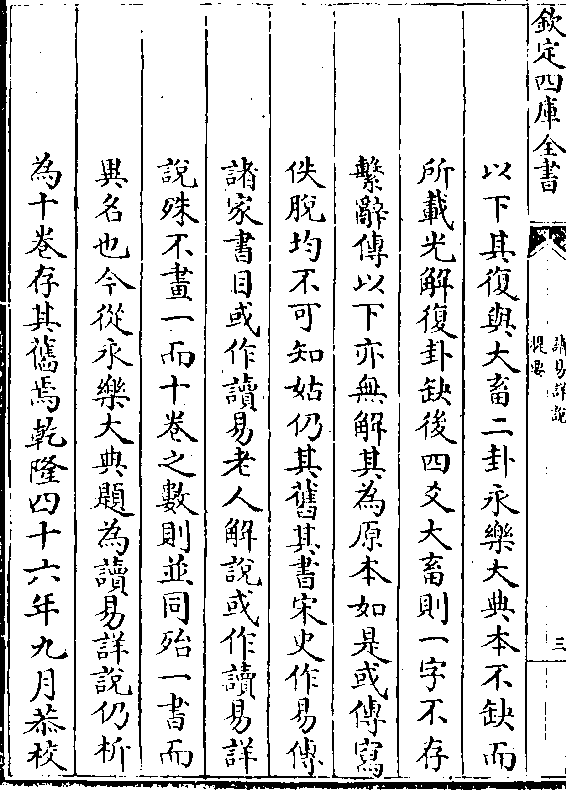 欽定四庫全書
讀易詳說
提要
三
以下其復與大畜二卦永樂大典本不缺而
所載光解復卦缺後四爻大畜則一字不存
繫辭傳以下亦無解其為原本如是或傳寫
佚脫均不可知姑仍其舊其書宋史作易傳
諸家書目或作讀易老人解說或作讀易詳
說殊不畫一而十卷之數則並同殆一書而
異名也今從永樂大典題為讀易詳說仍析
為十卷存其舊焉乾隆四十六年九月恭校